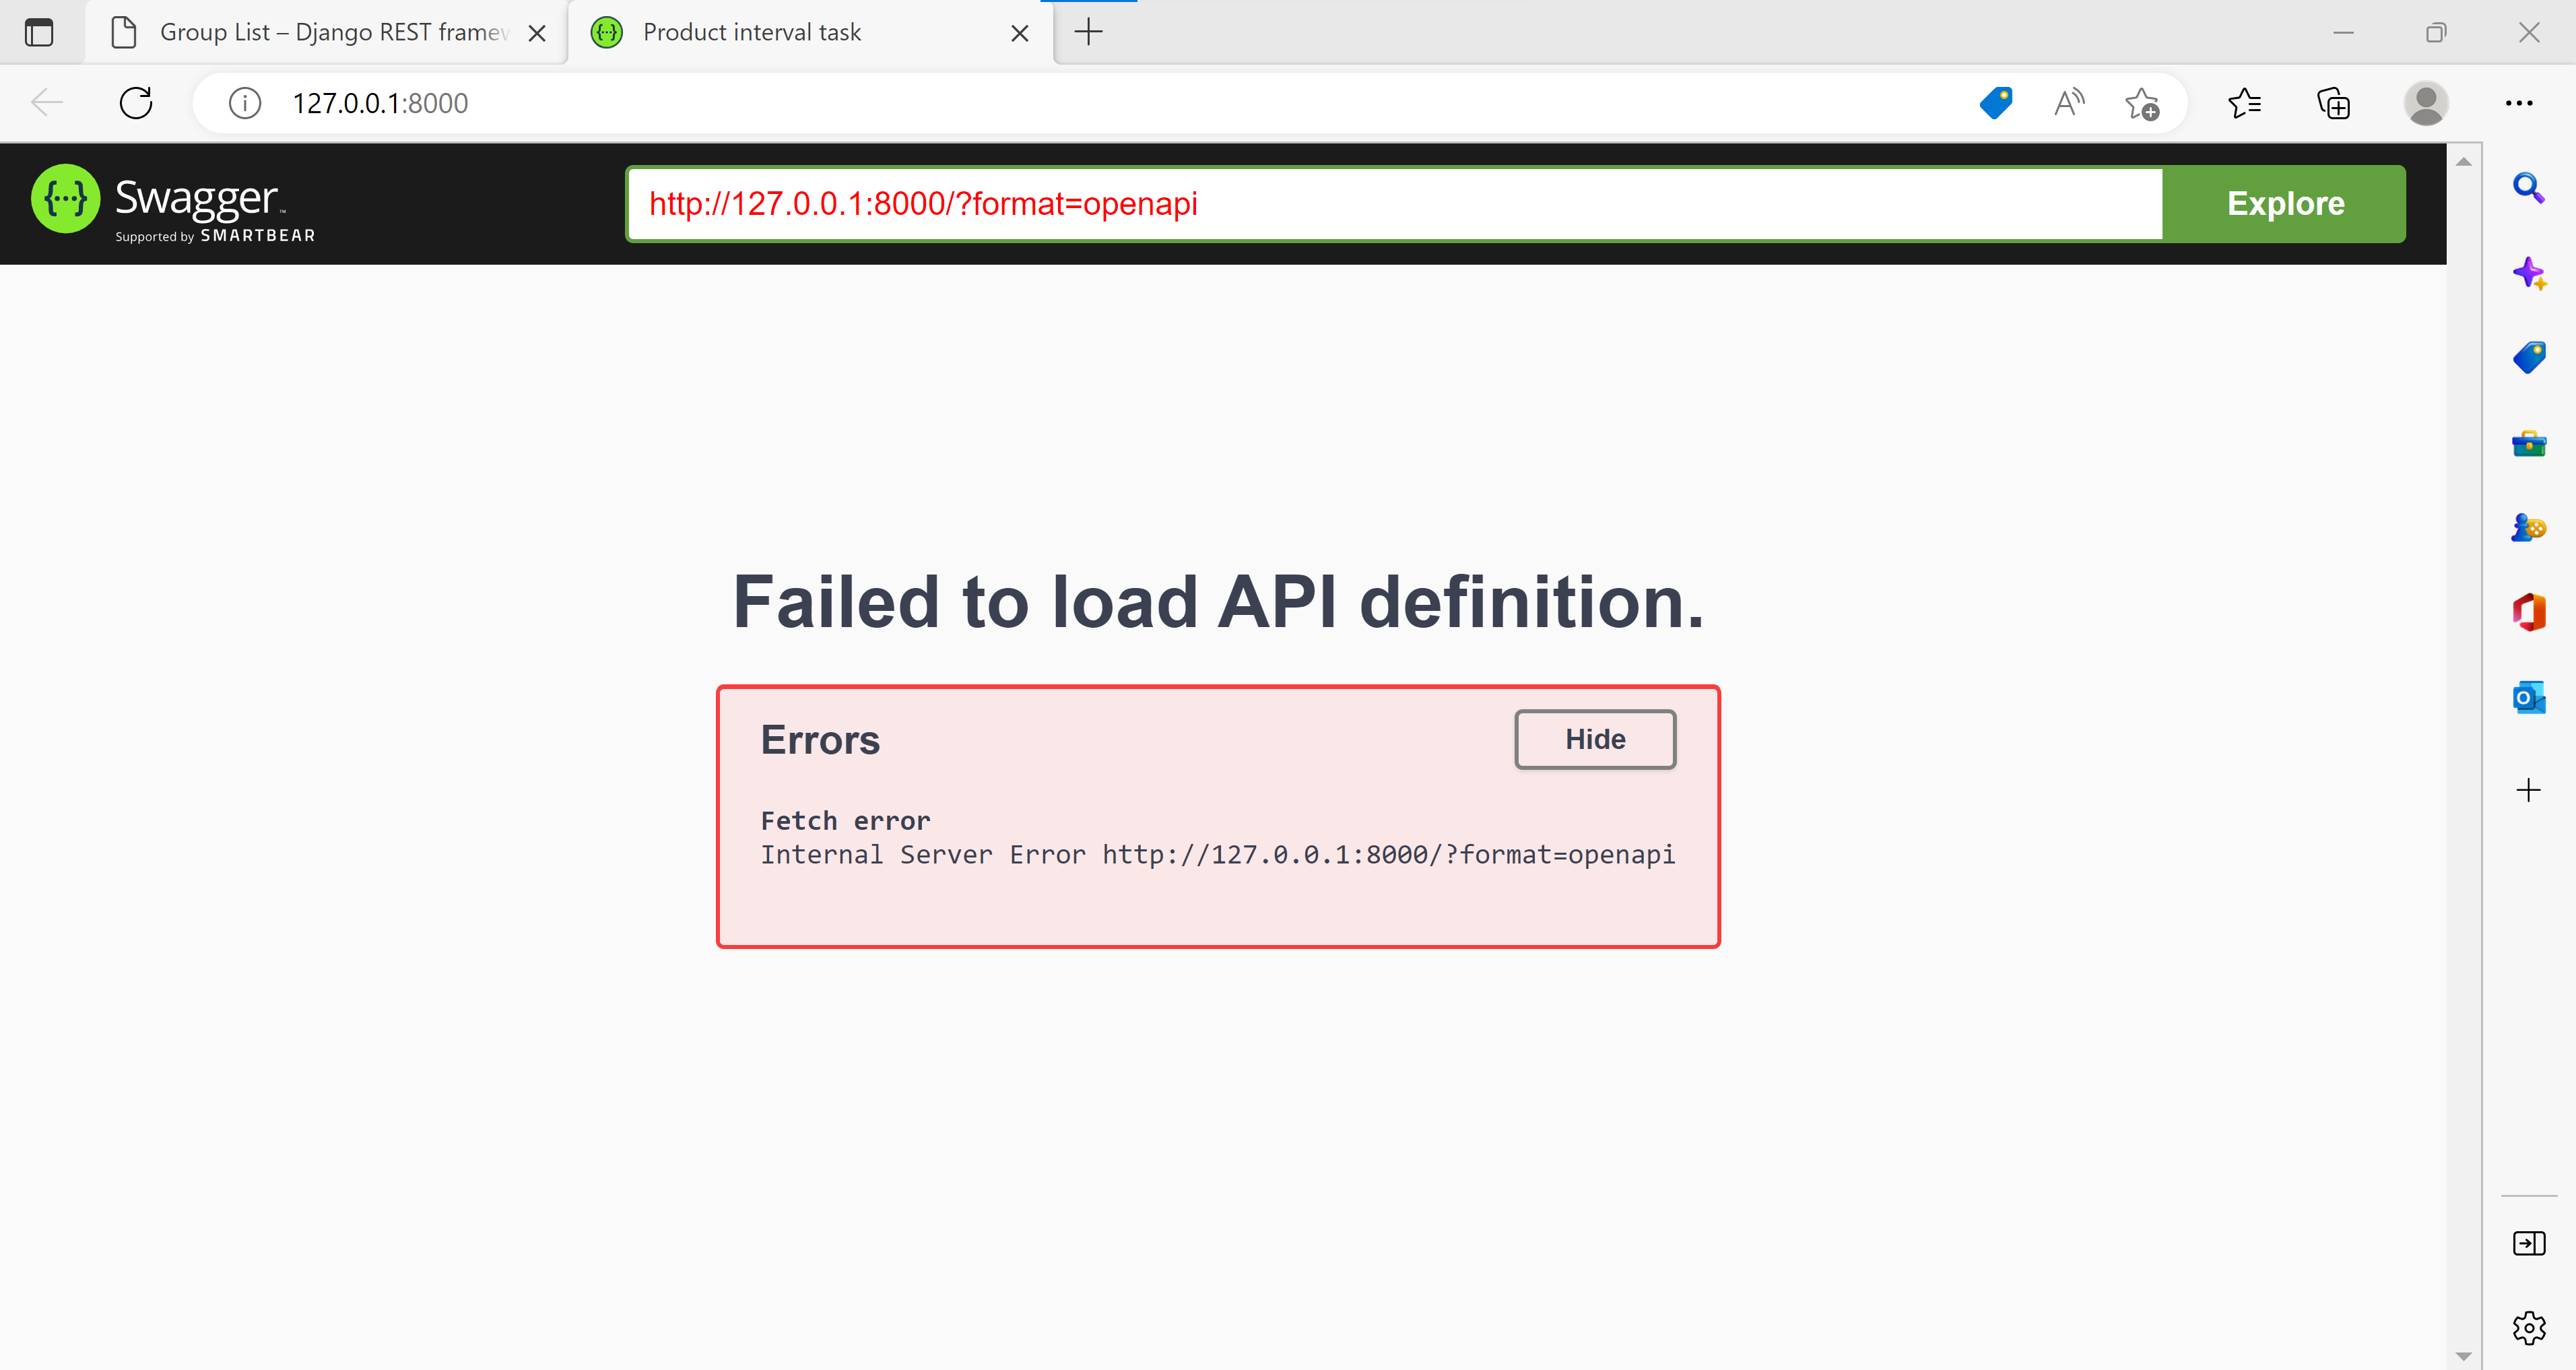 Group List – Django REST framew
Product interval task
127.0.0.1:8000
Swagger™
Supported by SMARTBEAR
http://127.0.0.1:8000/?format=openapi
Explore
Failed to load API definition.
Errors
Hide
Fetch error
Internal Server Error http://127.0.0.1:8000/?format=openapi